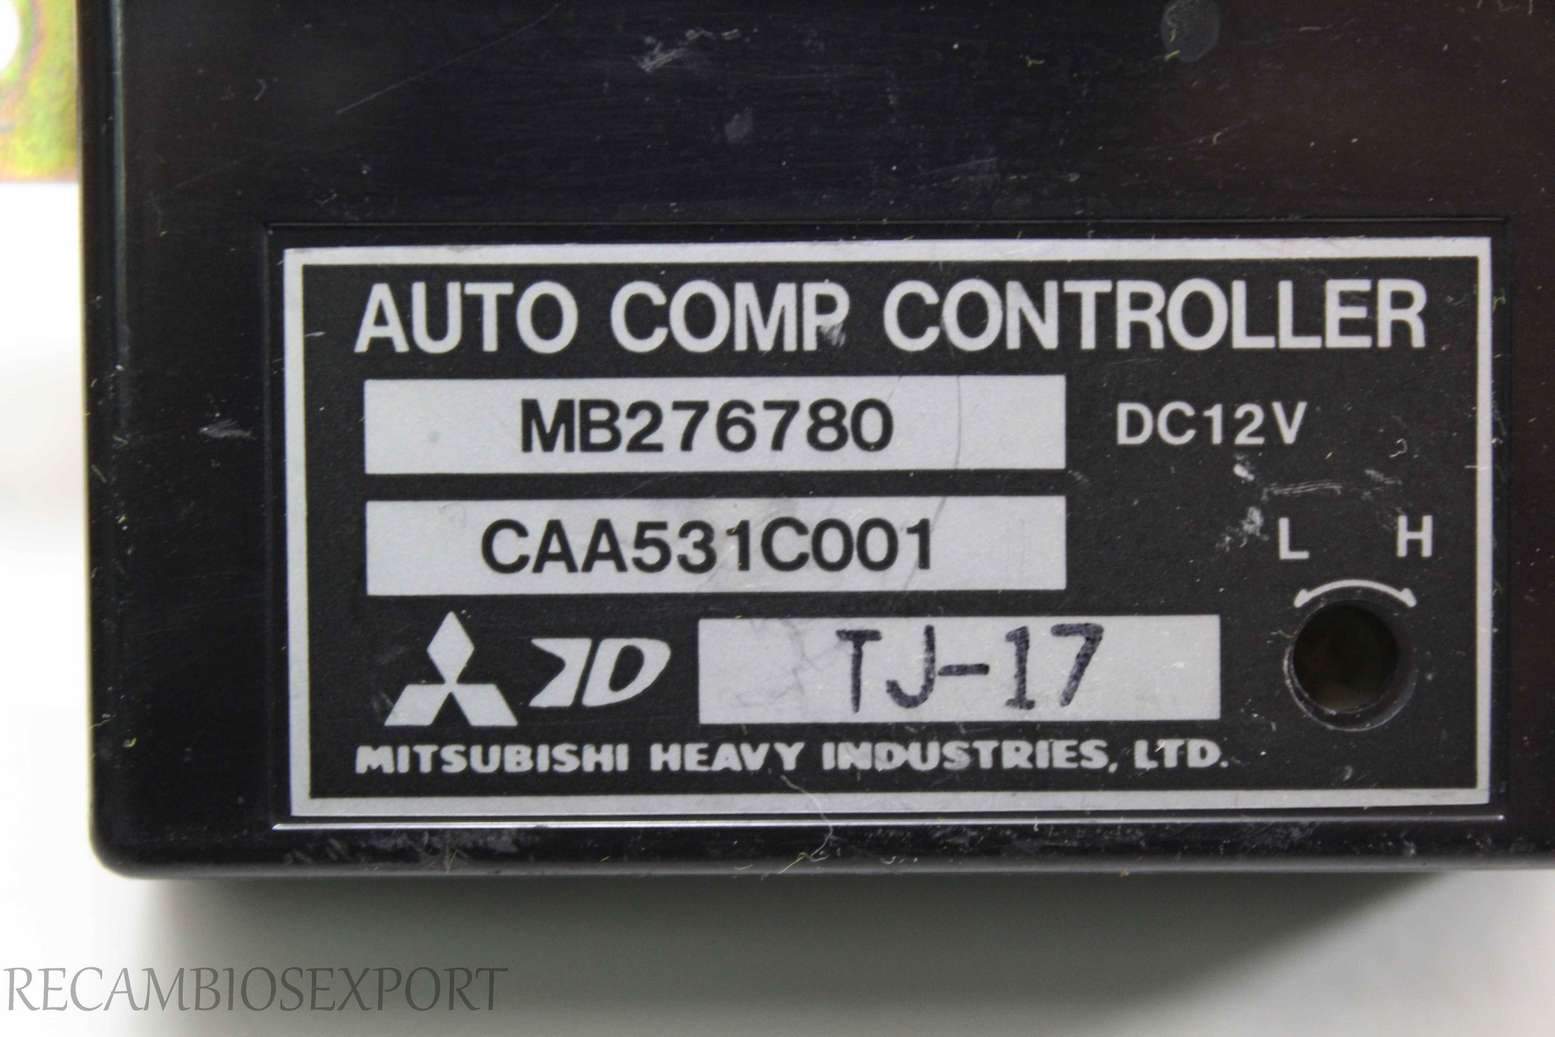 AUTO COMP CONTROLLER
MB276780 DC12V
CAA531C001 L H
TJ-17
MITSUBISHI HEAVY INDUSTRIES, LTD.
RECAMBIOSEXPORT